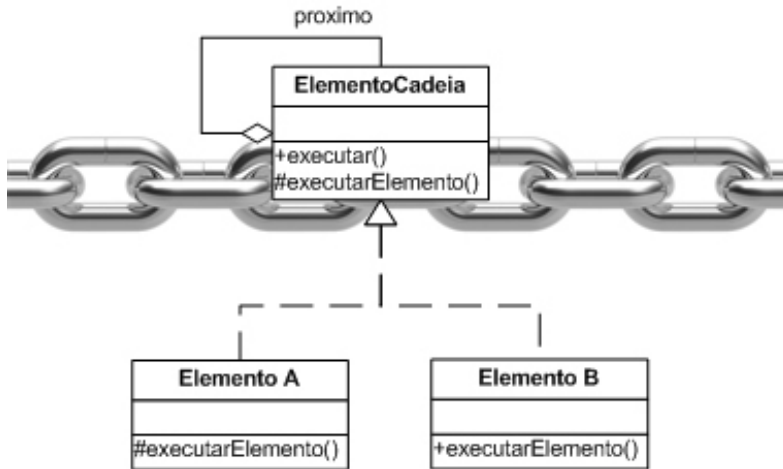 proximo
ElementoCadeia
+executar()
#executarElemento()
Elemento A
#executarElemento()
Elemento B
+executarElemento()